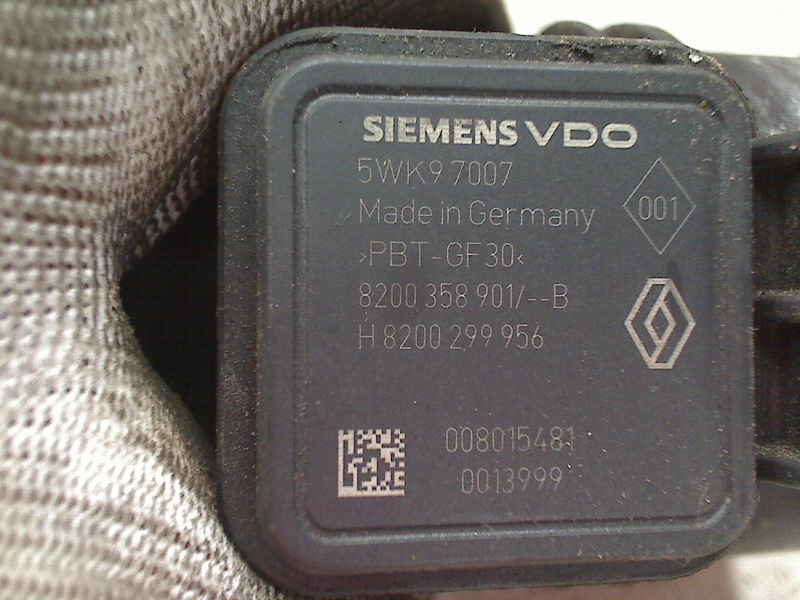 SIEMENS VDO
5WK9 7007
Made in Germany
001
>PBT-GF30<
8200 358 901/--B
H 8200 299 956
008015481
0013999